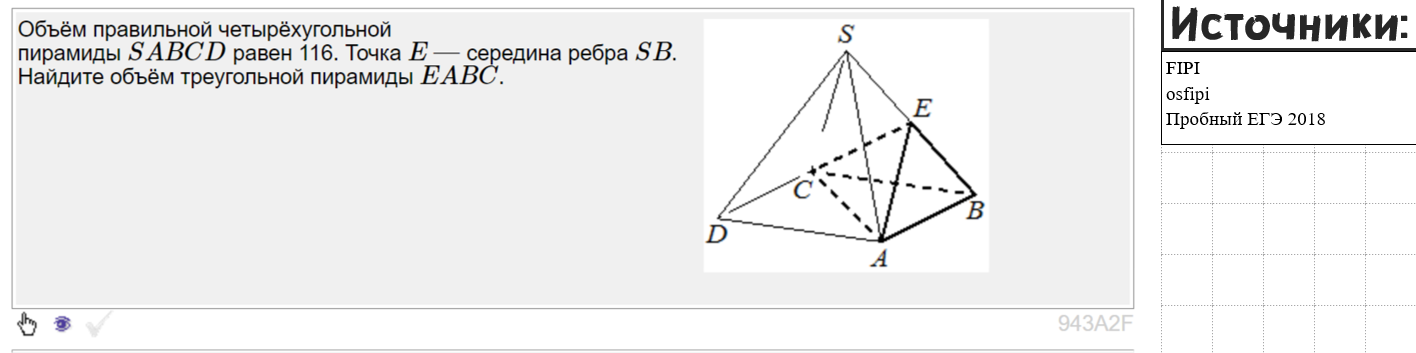 Объём правильной четырёхугольной
пирамиды SABCD равен 116. Точка E — середина ребра SB.
Найдите объём треугольной пирамиды EABC.
S
E
C
B
D
A
943A2F
Источники:
FIPI
osfipi
Пробный ЕГЭ 2018